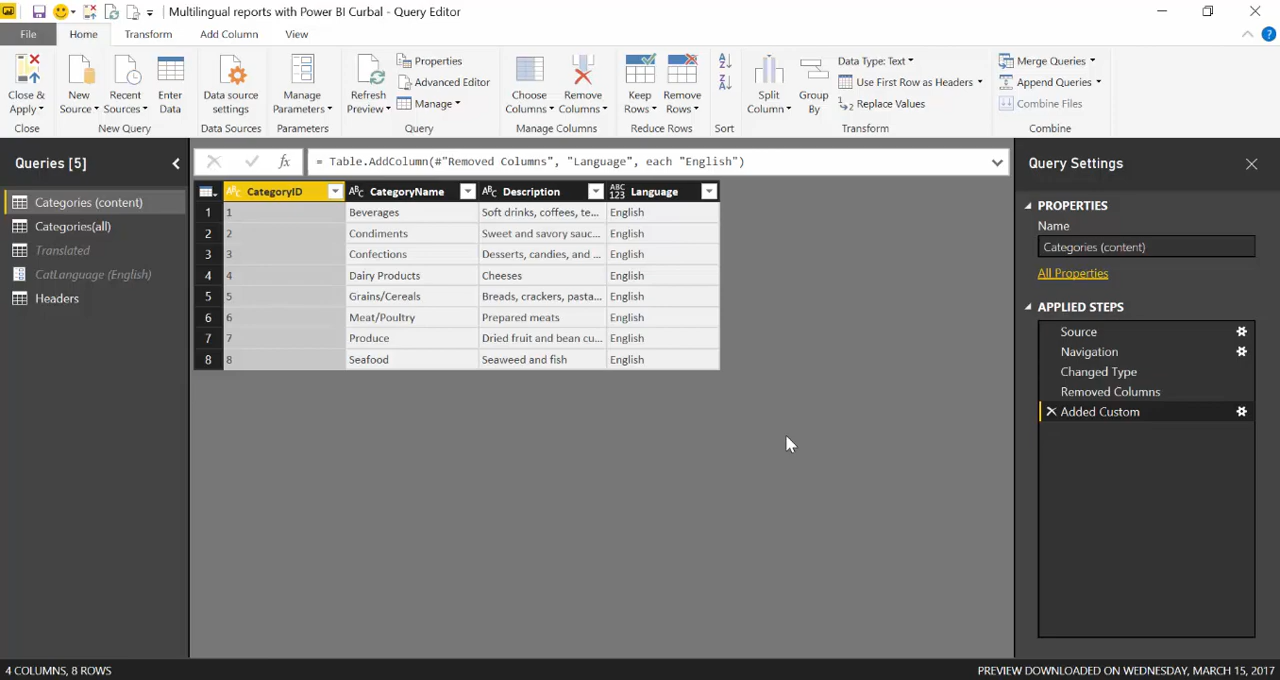 Multilingual reports with Power BI Curbal - Query Editor
File Home Transform Add Column View
Close & Apply
Close
New Source
Recent Sources
Enter Data
New Query
Data source settings
Data Sources
Manage Parameters
Parameters
Refresh Preview
Properties
Advanced Editor
Manage
Query
Choose Columns
Remove Columns
Manage Columns
Keep Rows
Remove Rows
Reduce Rows
Sort
Split Column
Group By
Data Type: Text
Use First Row as Headers
Replace Values
Transform
Merge Queries
Append Queries
Combine Files
Combine
Queries [5]
Categories (content)
Categories(all)
Translated
CatLanguage (English)
Headers
= Table.AddColumn(#"Removed Columns", "Language", each "English")
CategoryID CategoryName Description Language
1 1 Beverages Soft drinks, coffees, te... English
2 2 Condiments Sweet and savory sauc... English
3 3 Confections Desserts, candies, and ... English
4 4 Dairy Products Cheeses English
5 5 Grains/Cereals Breads, crackers, pasta... English
6 6 Meat/Poultry Prepared meats English
7 7 Produce Dried fruit and bean cu... English
8 8 Seafood Seaweed and fish English
Query Settings
PROPERTIES
Name
Categories (content)
All Properties
APPLIED STEPS
Source
Navigation
Changed Type
Removed Columns
Added Custom
4 COLUMNS, 8 ROWS
PREVIEW DOWNLOADED ON WEDNESDAY, MARCH 15, 2017